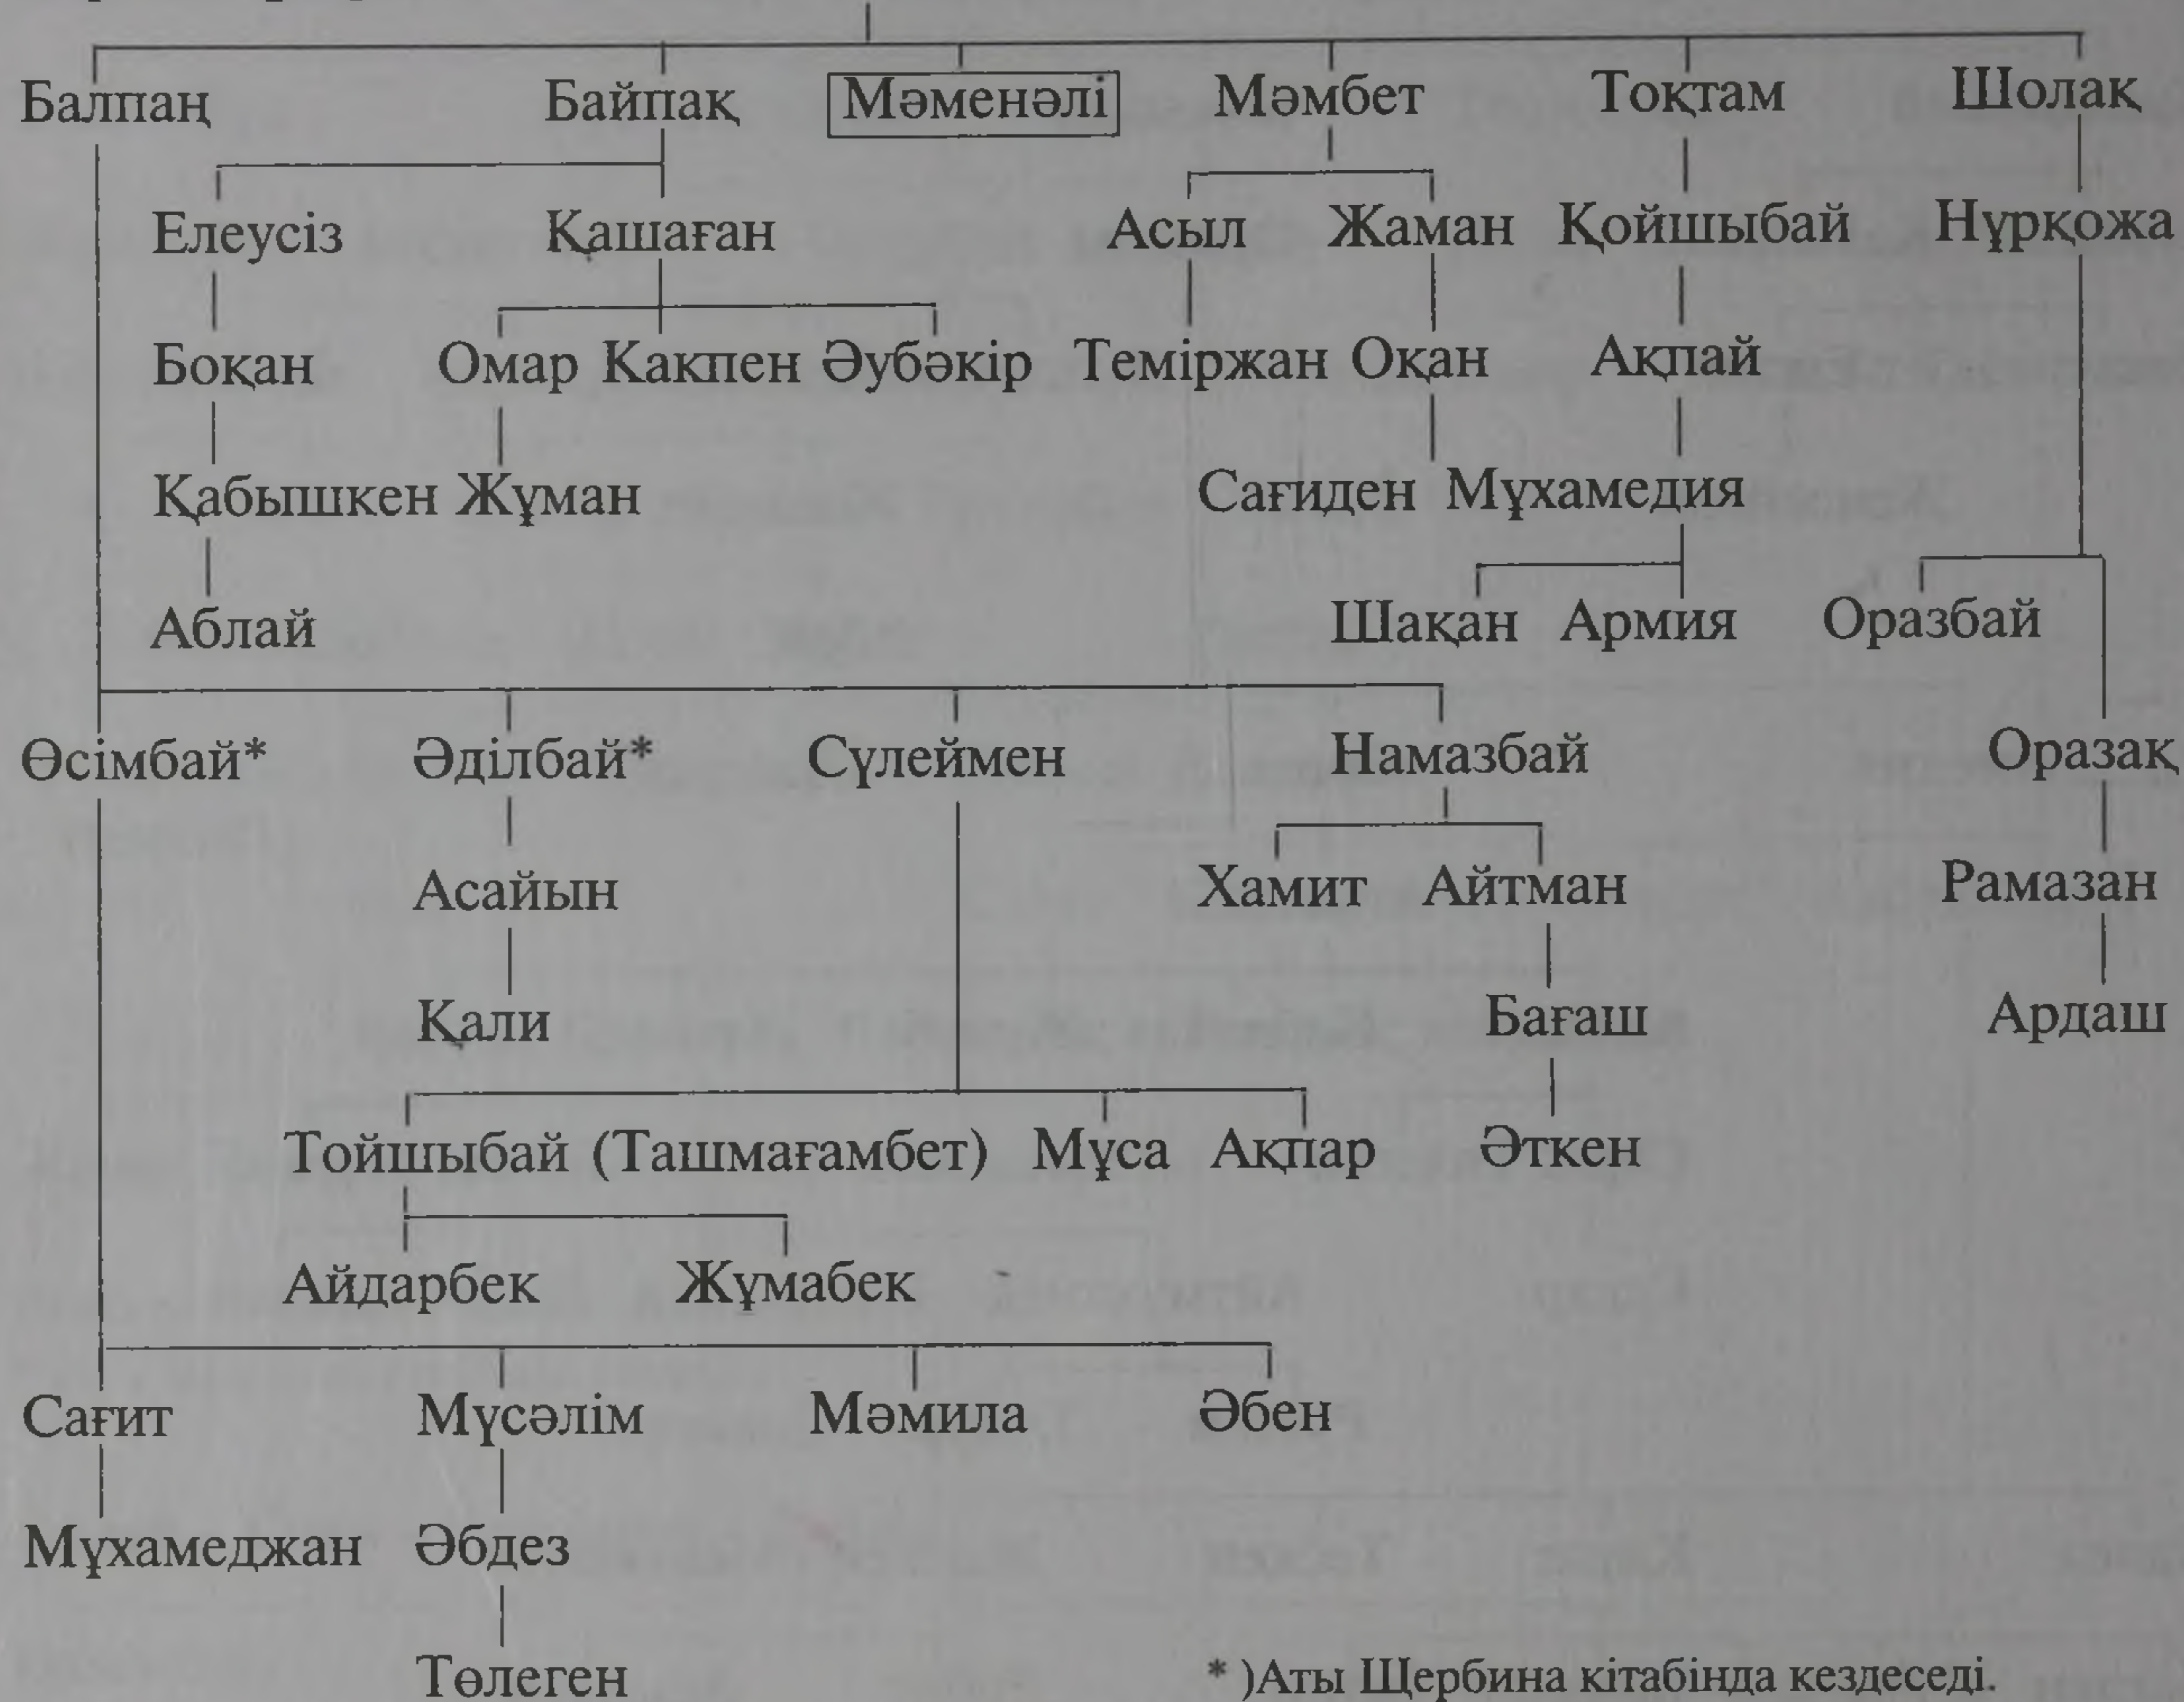 Балпаң Байпақ Мәменәлі Мәмбет Тоқтам Шолақ
Елеусіз Қашаған Асыл Жаман Қойшыбай Нұрқожа
Боқан Омар Какпен Әубәкір Теміржан Оқан Ақпай
Қабышкен Жұман Сағиден Мұхамедия
Аблай Шақан Армия Оразбай
Өсімбай* Әділбай* Сүлеймен Намазбай Оразақ
Асайын Хамит Айтман Рамазан
Қали Бағаш Ардаш
Тойшыбай (Ташмағамбет) Мұса Ақпар Әткен
Айдарбек Жұмабек
Сағит Мүсәлім Мәмила Әбен
Мұхамеджан Әбдез
Төлеген * )Аты Щербина кітабінда кездеседі.